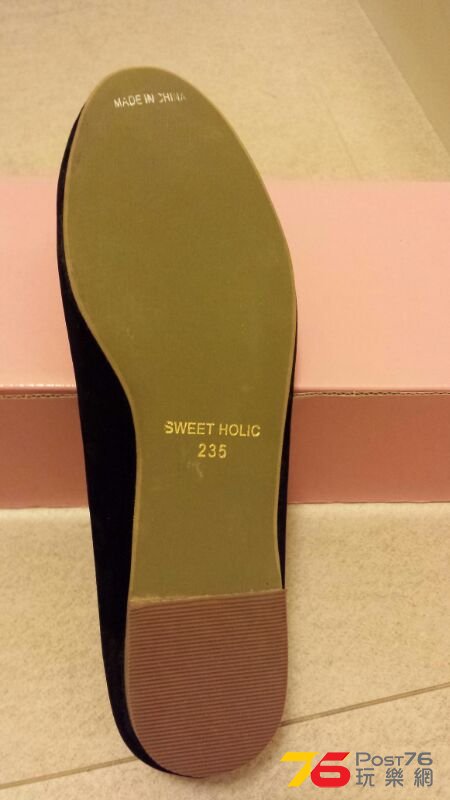 MADE IN CHINA
SWEET HOLIC
235
76 Post76
玩樂網